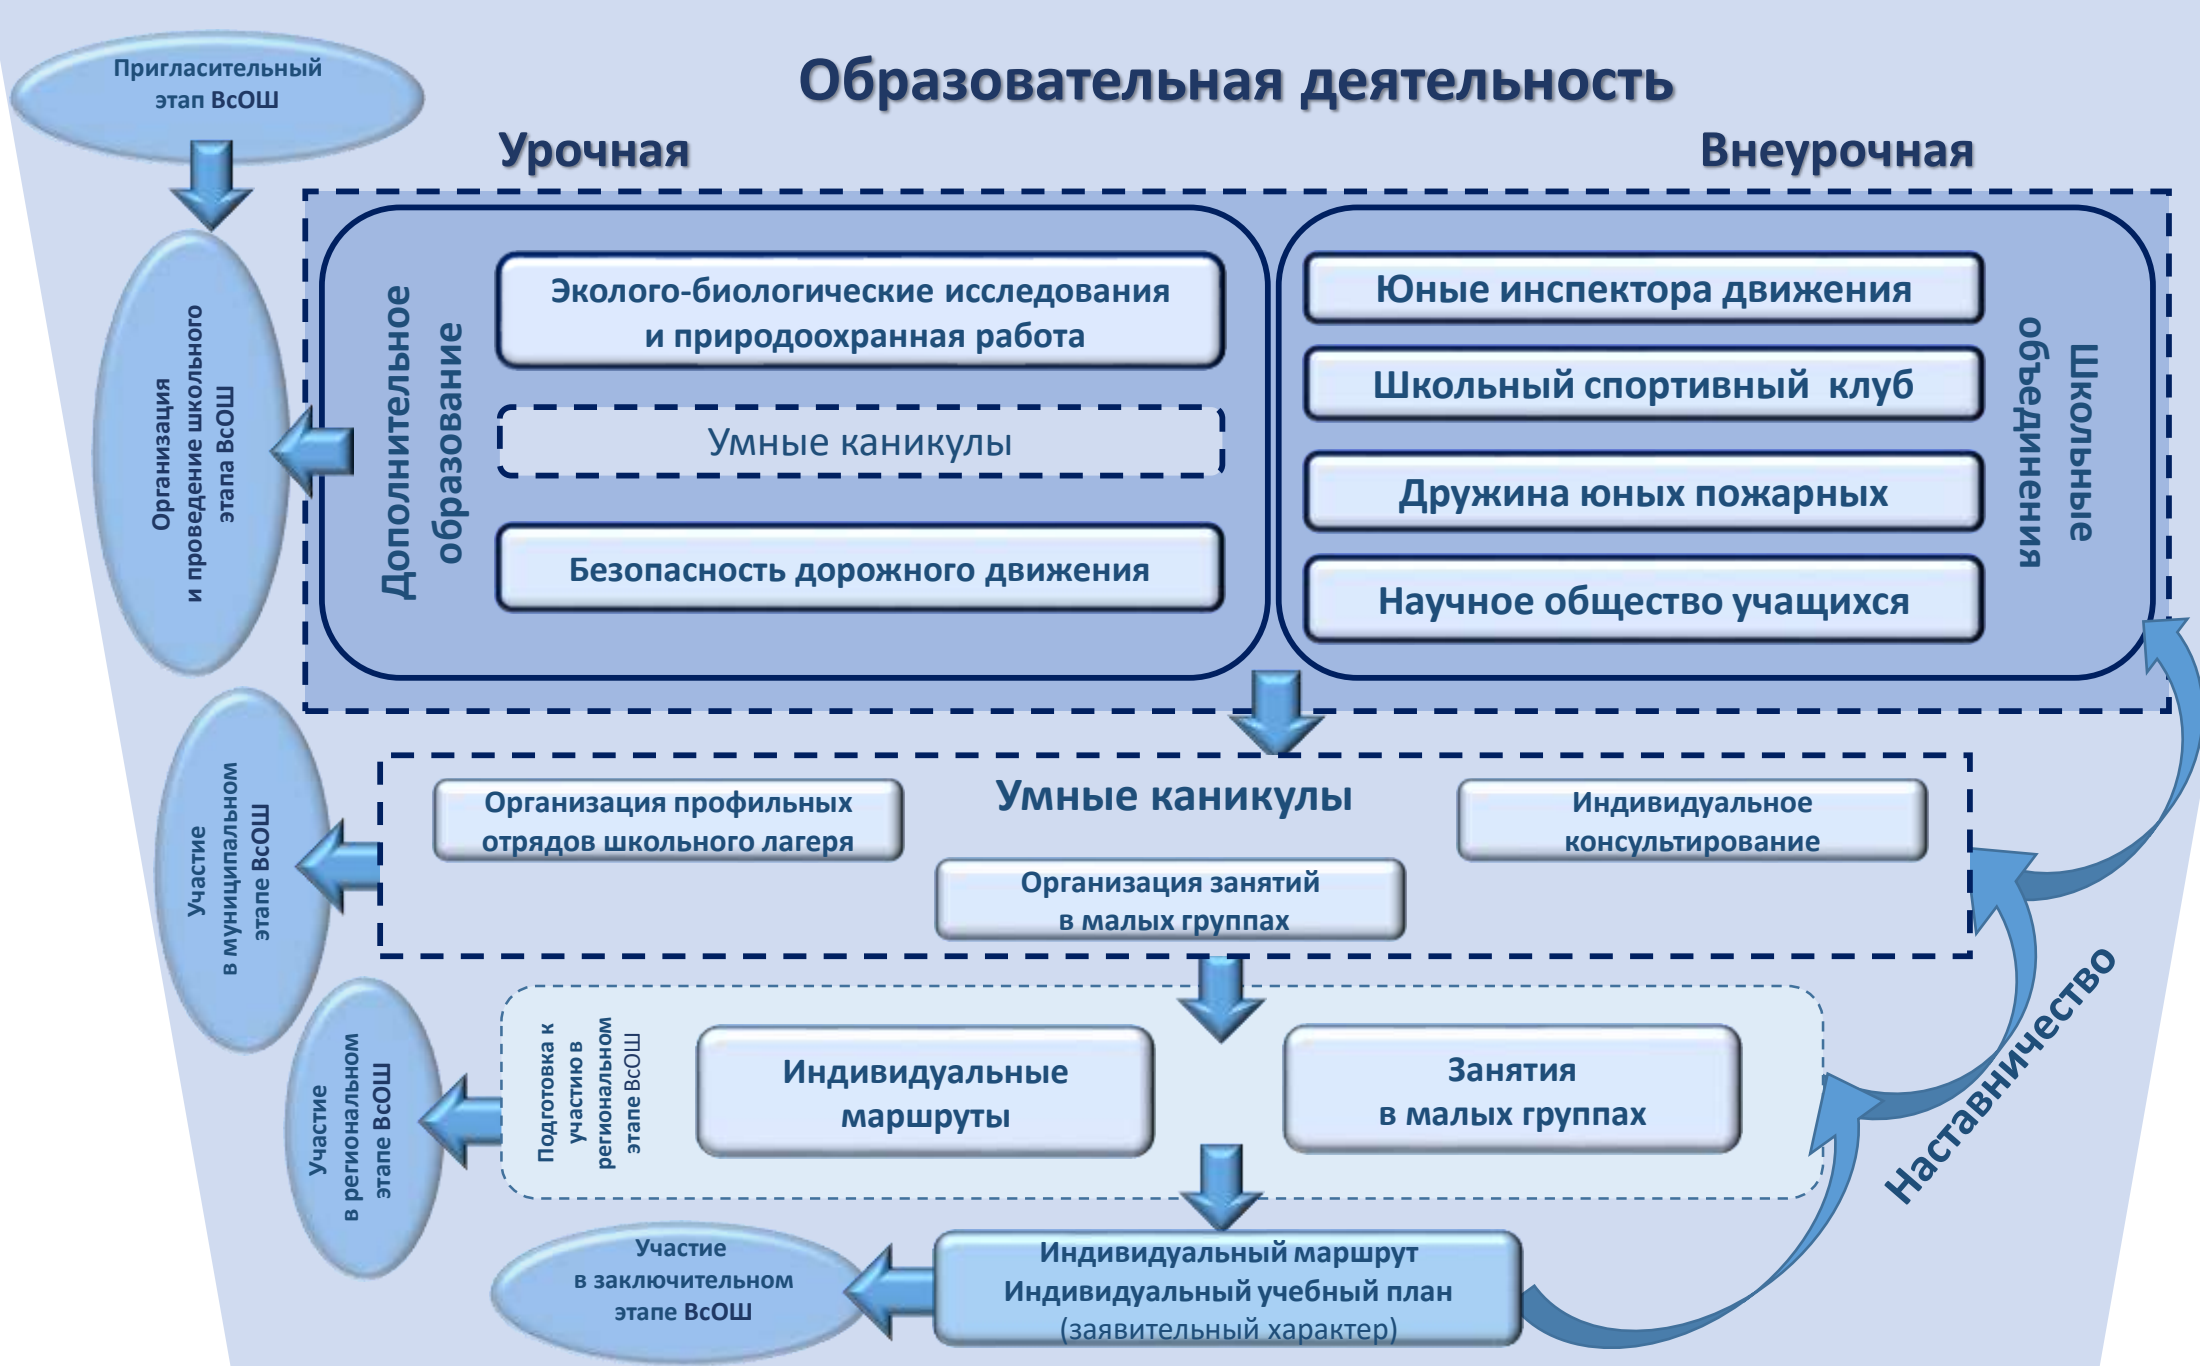 Образовательная деятельность
Пригласительный
этап ВсОШ
Урочная
Внеурочная
Организация
и проведение школьного
этапа ВсОШ
Дополнительное
образование
Эколого-биологические исследования
и природоохранная работа
Умные каникулы
Безопасность дорожного движения
Юные инспектора движения
Школьный спортивный клуб
Дружина юных пожарных
Научное общество учащихся
Школьные
объединения
Участие
в муниципальном
этапе ВсОШ
Умные каникулы
Организация профильных
отрядов школьного лагеря
Организация занятий
в малых группах
Индивидуальное
консультирование
Участие
в региональном
этапе ВсОШ
Подготовка к
участию в
региональном
этапе ВсОШ
Индивидуальные
маршруты
Занятия
в малых группах
Наставничество
Участие
в заключительном
этапе ВсОШ
Индивидуальный маршрут
Индивидуальный учебный план
(заявительный характер)